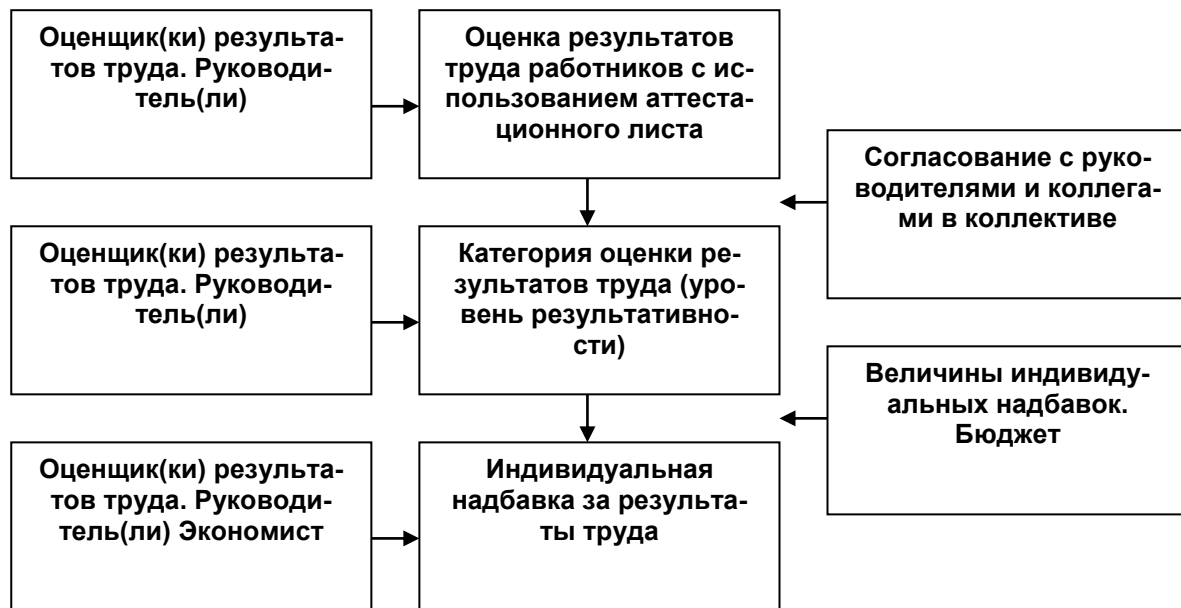 Оценщик(ки) результа-
тов труда. Руководи-
тель(ли)
Оценка результатов
труда работников с ис-
пользованием аттеста-
ционного листа
Согласование с руко-
водителями и коллега-
ми в коллективе
Оценщик(ки) результа-
тов труда. Руководи-
тель(ли)
Категория оценки ре-
зультатов труда (уро-
вень результативно-
сти)
Величины индивиду-
альных надбавок.
Бюджет
Оценщик(ки) результа-
тов труда. Руководи-
тель(ли) Экономист
Индивидуальная
надбавка за результа-
ты труда